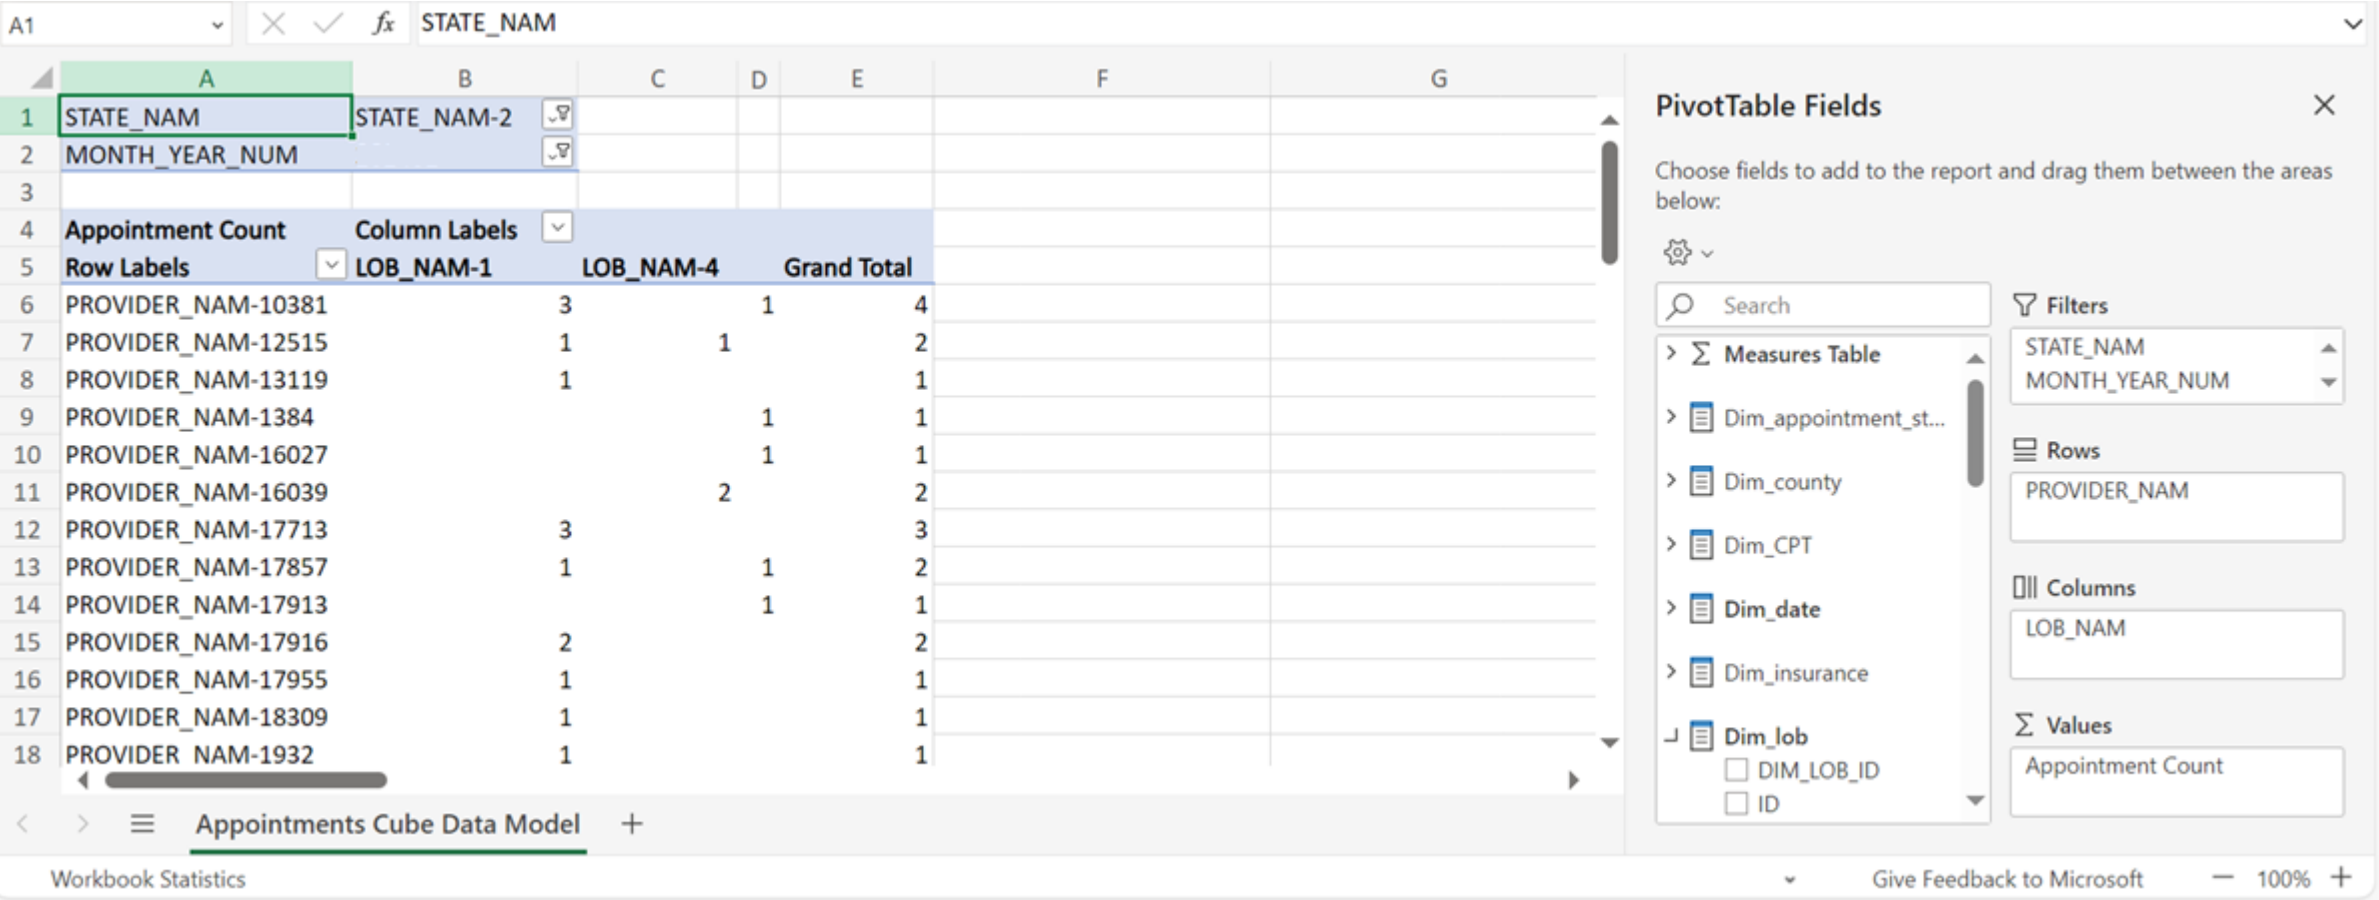 A1 fx STATE_NAM
A B C D E F G
1 STATE_NAM STATE_NAM-2
2 MONTH_YEAR_NUM
3
4 Appointment Count Column Labels
5 Row Labels LOB_NAM-1 LOB_NAM-4 Grand Total
6 PROVIDER_NAM-10381 3 1 4
7 PROVIDER_NAM-12515 1 1 2
8 PROVIDER_NAM-13119 1 1
9 PROVIDER_NAM-1384 1 1
10 PROVIDER_NAM-16027 1 1
11 PROVIDER_NAM-16039 2 2
12 PROVIDER_NAM-17713 3 3
13 PROVIDER_NAM-17857 1 1 2
14 PROVIDER_NAM-17913 1 1
15 PROVIDER_NAM-17916 2 2
16 PROVIDER_NAM-17955 1 1
17 PROVIDER_NAM-18309 1 1
18 PROVIDER_NAM-1932 1 1
Appointments Cube Data Model
PivotTable Fields
Choose fields to add to the report and drag them between the areas
below:
Search
Σ Measures Table
Dim_appointment_st...
Dim_county
Dim_CPT
Dim_date
Dim_insurance
Dim_lob
DIM_LOB_ID
ID
Filters
STATE_NAM
MONTH_YEAR_NUM
Rows
PROVIDER_NAM
Columns
LOB_NAM
Σ Values
Appointment Count
Workbook Statistics
Give Feedback to Microsoft
100%